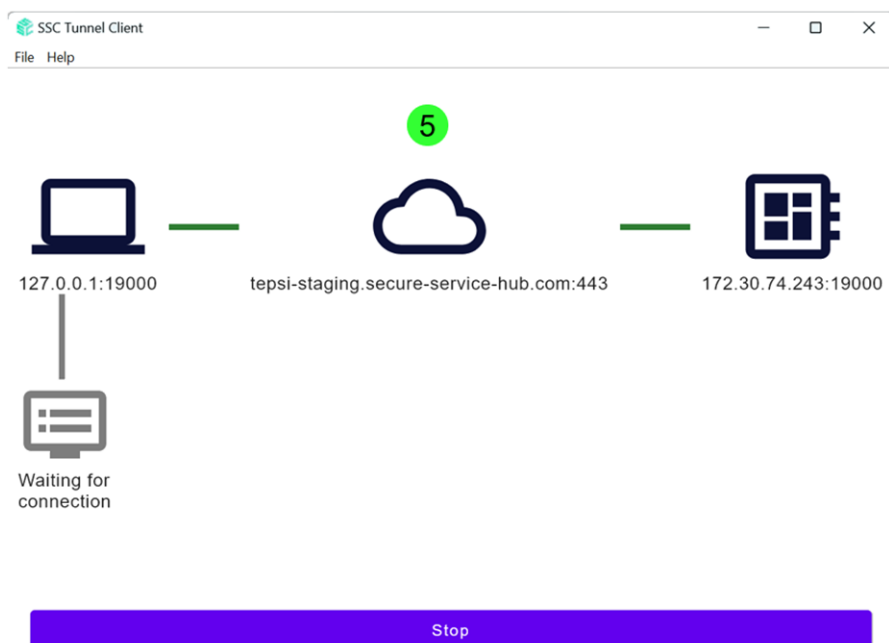 SSC Tunnel Client
File Help
5
127.0.0.1:19000
tepsi-staging.secure-service-hub.com:443
172.30.74.243:19000
Waiting for
connection
Stop